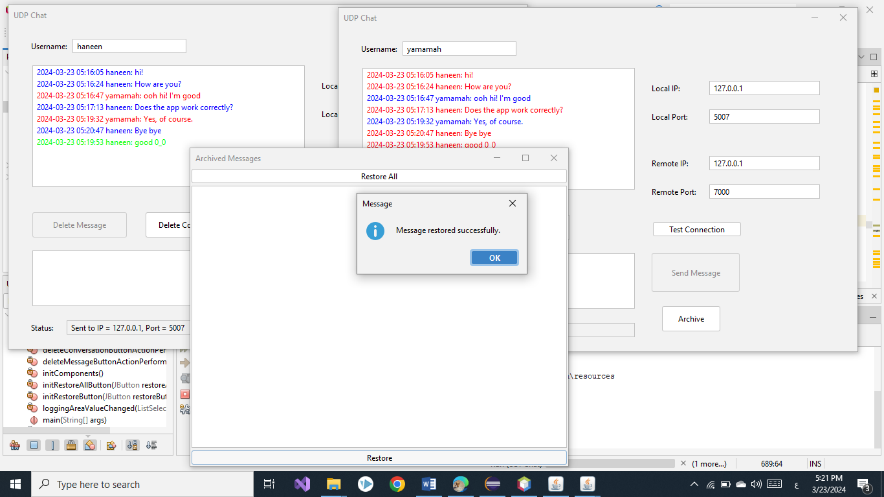 UDP Chat
Username: haneen
2024-03-23 05:16:05 haneen: hi!
2024-03-23 05:16:24 haneen: How are you?
2024-03-23 05:16:47 yamamah: ooh hi! I'm good
2024-03-23 05:17:13 haneen: Does the app work correctly?
2024-03-23 05:19:32 yamamah: Yes, of course.
2024-03-23 05:20:47 haneen: Bye bye
2024-03-23 05:19:53 haneen: good 0_0
Delete Message
Delete Co
Status: Sent to IP = 127.0.0.1, Port = 5007
Loca
Loca
UDP Chat
Username: yamamah
2024-03-23 05:16:05 haneen: hi!
2024-03-23 05:16:24 haneen: How are you?
2024-03-23 05:16:47 yamamah: ooh hi! I'm good
2024-03-23 05:17:13 haneen: Does the app work correctly?
2024-03-23 05:19:32 yamamah: Yes, of course.
2024-03-23 05:20:47 haneen: Bye bye
2024-03-23 05:19:53 haneen: good 0_0
Local IP: 127.0.0.1
Local Port: 5007
Remote IP: 127.0.0.1
Remote Port: 7000
Test Connection
Send Message
Archive
Archived Messages
Restore All
Message
Message restored successfully.
OK
Restore
deleteConversationButtonActionPer
deleteMessageButtonActionPerform
initComponents()
initRestoreAllButton(JButton restoreA
initRestoreButton(JButton restoreBut
loggingAreaValueChanged(ListSelec
main(String[] args)
\resources
(1 more...)
689:64
INS
Type here to search
ع
5:21 PM
3/23/2024
3